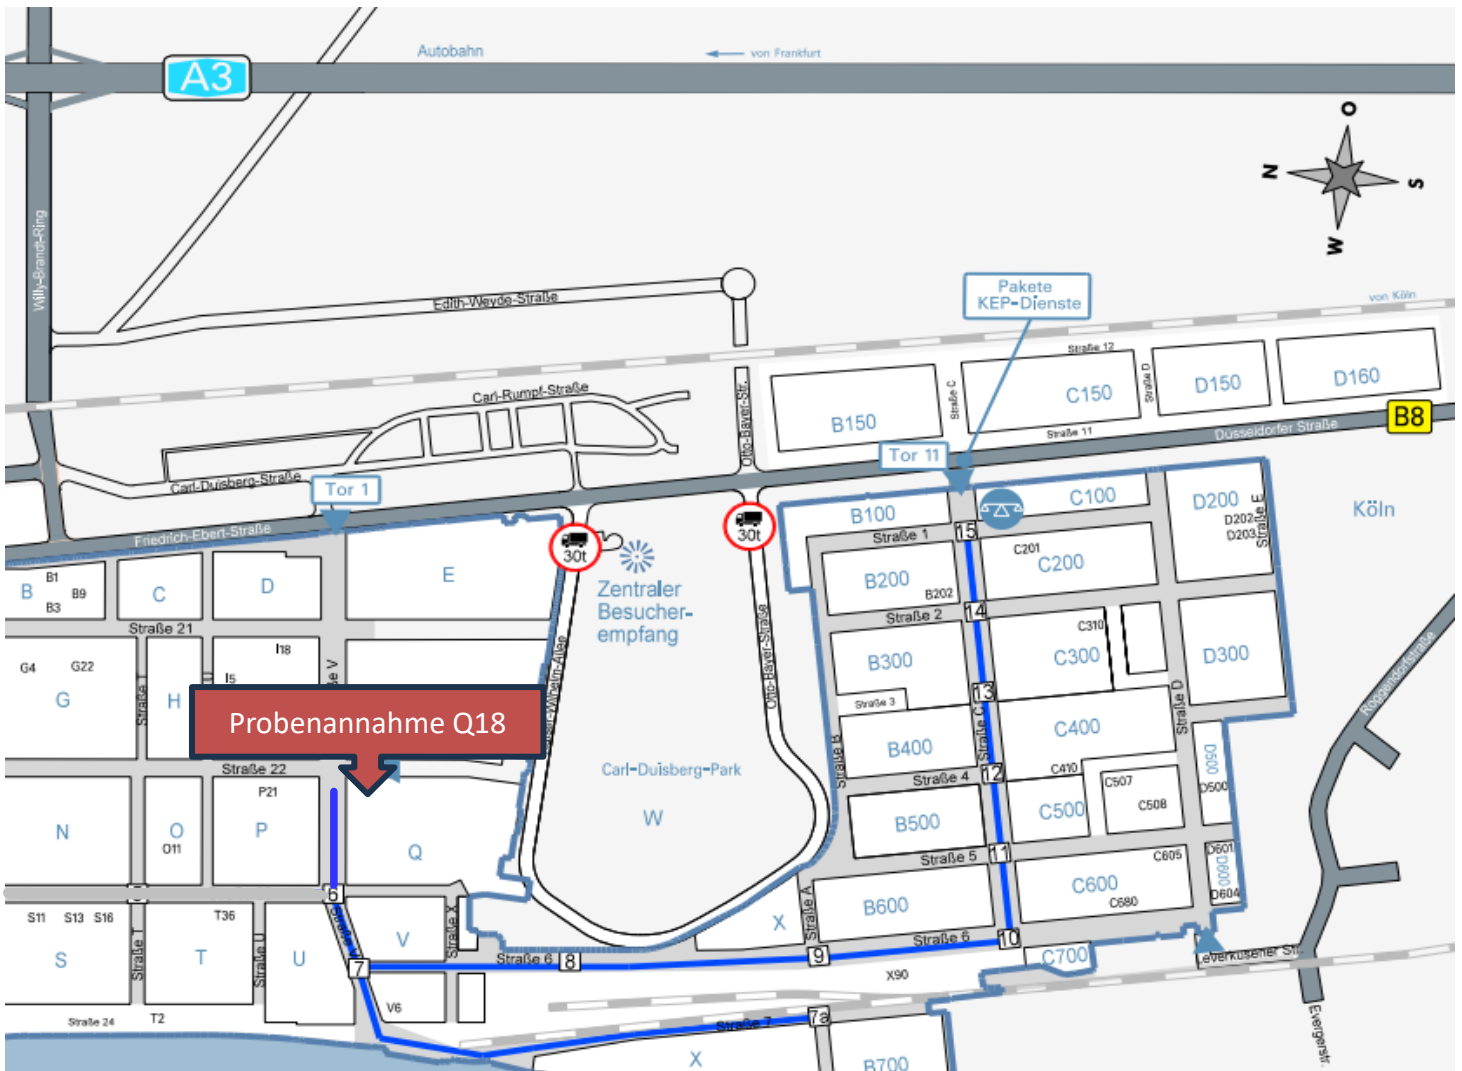 Autobahn
von Frankfurt
A3
O
N
S
W
Willy-Brandt-Ring
Edith-Weyde-Straße
Pakete
KEP-Dienste
von Köln
Straße 12
Carl-Rumpf-Straße
Otto-Bayer-Str.
B150
Straße C
C150
Straße D
D150
D160
B8
Straße 11
Düsseldorfer Straße
Tor 11
Carl-Duisberg-Straße
Tor 1
Friedrich-Ebert-Straße
30t
30t
B100
C100
D200
D202
D203
Straße E
Köln
Straße 1
15
C201
C200
B
B1
B3
B9
C
D
E
Zentraler
Besucher-
empfang
B200
B202
Straße 2
14
Straße 21
G4
G22
I18
I5
Straße
G
H
Otto-Bayer-Straße
B300
C310
C300
D300
Roggendorfstraße
Straße 3
13
Probenannahme Q18
Straße B
B400
Straße C
C400
Straße D
Straße 22
Carl-Duisberg-Park
W
Straße 4
12
C410
D500
D500
P21
N
O
O11
P
Q
B500
C500
C507
C508
Straße 5
11
C605
D601
D600
D604
6
C600
C680
S11
S13
S16
Straße T
T36
Straße U
Straße V
V
Straße X
X
Straße A
B600
S
T
U
7
Straße 6
8
9
Straße 6
10
C700
Leverkusener Str.
X90
V6
Straße 24
T2
Straße 7
7a
X
B700
Evergerstr.